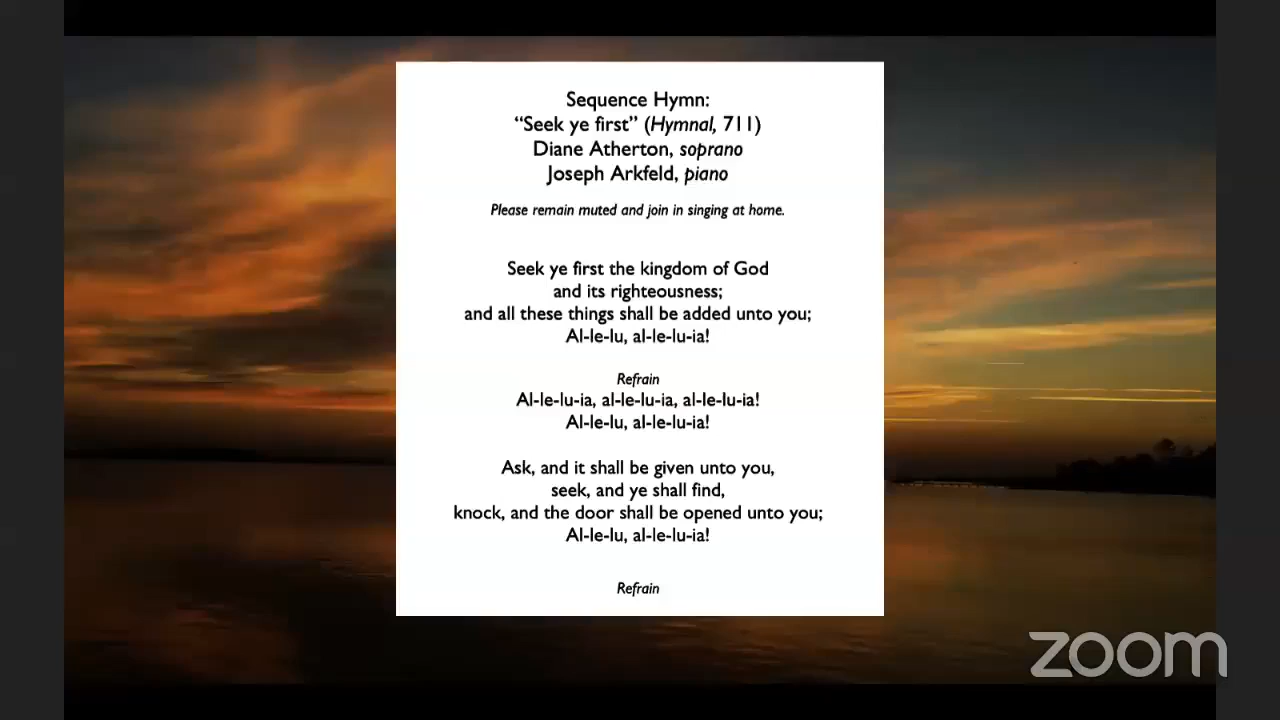 Sequence Hymn:
“Seek ye first” (Hymnal, 711)
Diane Atherton, soprano
Joseph Arkfeld, piano
Please remain muted and join in singing at home.
Seek ye first the kingdom of God
and its righteousness;
and all these things shall be added unto you;
Al-le-lu, al-le-lu-ia!
Refrain
Al-le-lu-ia, al-le-lu-ia, al-le-lu-ia!
Al-le-lu, al-le-lu-ia!
Ask, and it shall be given unto you,
seek, and ye shall find,
knock, and the door shall be opened unto you;
Al-le-lu, al-le-lu-ia!
Refrain
zoom